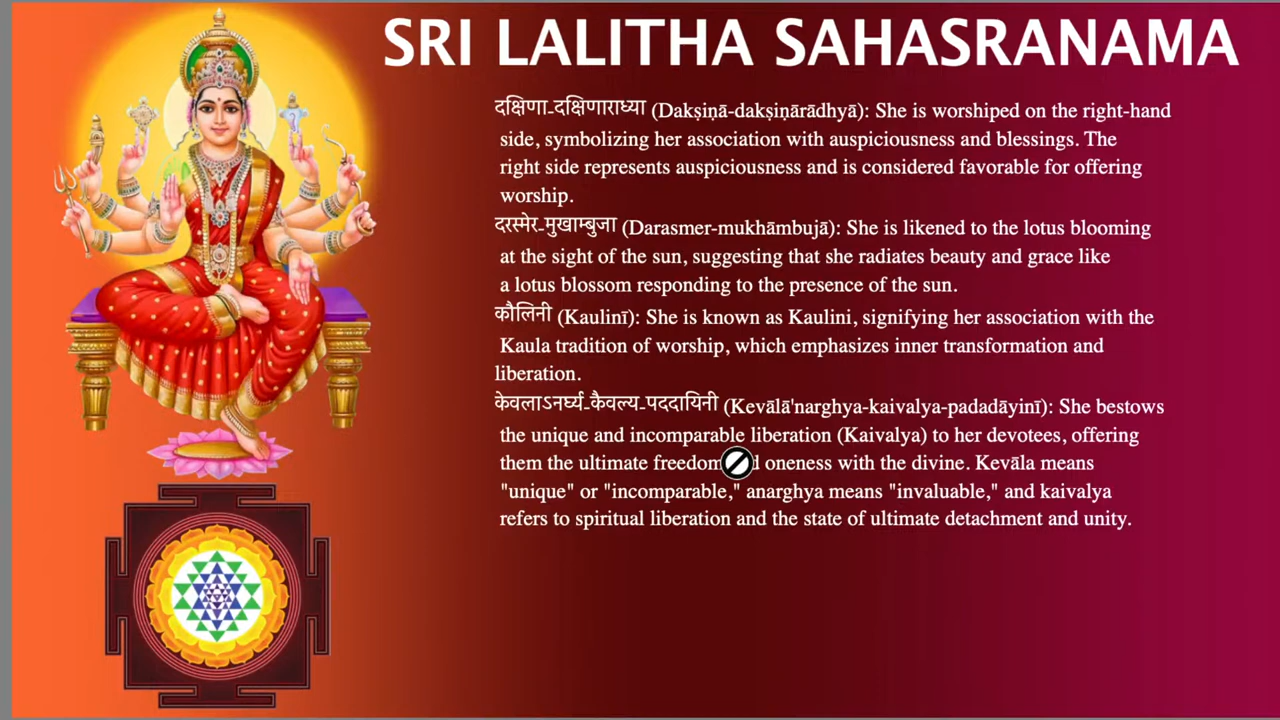 SRI LALITHA SAHASRANAMA
दक्षिणा-दक्षिणाराध्या (Dakṣiṇā-dakṣiṇārādhyā): She is worshiped on the right-hand
side, symbolizing her association with auspiciousness and blessings. The
right side represents auspiciousness and is considered favorable for offering
worship.
दरस्मेर-मुखाम्बुजा (Darasmer-mukhāmbujā): She is likened to the lotus blooming
at the sight of the sun, suggesting that she radiates beauty and grace like
a lotus blossom responding to the presence of the sun.
कौलिनी (Kaulinī): She is known as Kaulini, signifying her association with the
Kaula tradition of worship, which emphasizes inner transformation and
liberation.
केवलाऽनर्घ्य-कैवल्य-पददायिनी (Kevālā'narghya-kaivalya-padadāyinī): She bestows
the unique and incomparable liberation (Kaivalya) to her devotees, offering
them the ultimate freedom oneness with the divine. Kevāla means
"unique" or "incomparable," anarghya means "invaluable," and kaivalya
refers to spiritual liberation and the state of ultimate detachment and unity.